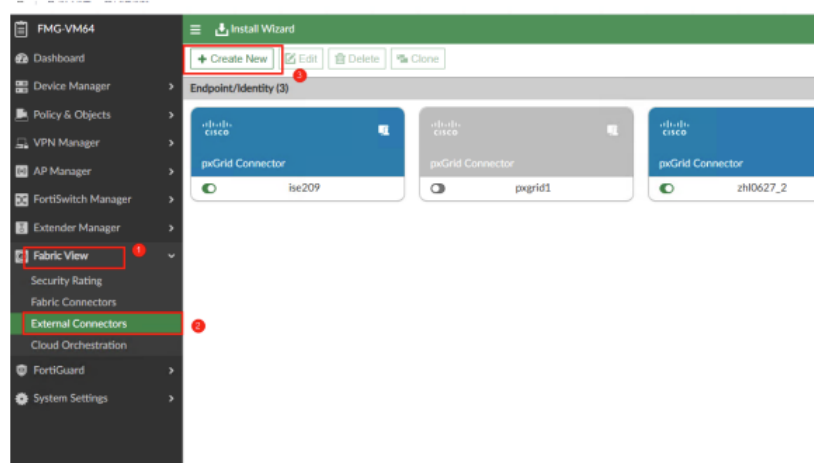 FMG-VM64
Install Wizard
Dashboard
Device Manager
Policy & Objects
VPN Manager
AP Manager
FortiSwitch Manager
Extender Manager
Fabric View
1
Security Rating
Fabric Connectors
External Connectors
2
Cloud Orchestration
FortiGuard
System Settings
+ Create New
Edit
Delete
Clone
3
Endpoint/Identity (3)
CISCO
pxGrid Connector
ise209
CISCO
pxGrid Connector
pxgrid1
CISCO
pxGrid Connector
zhl0627_2